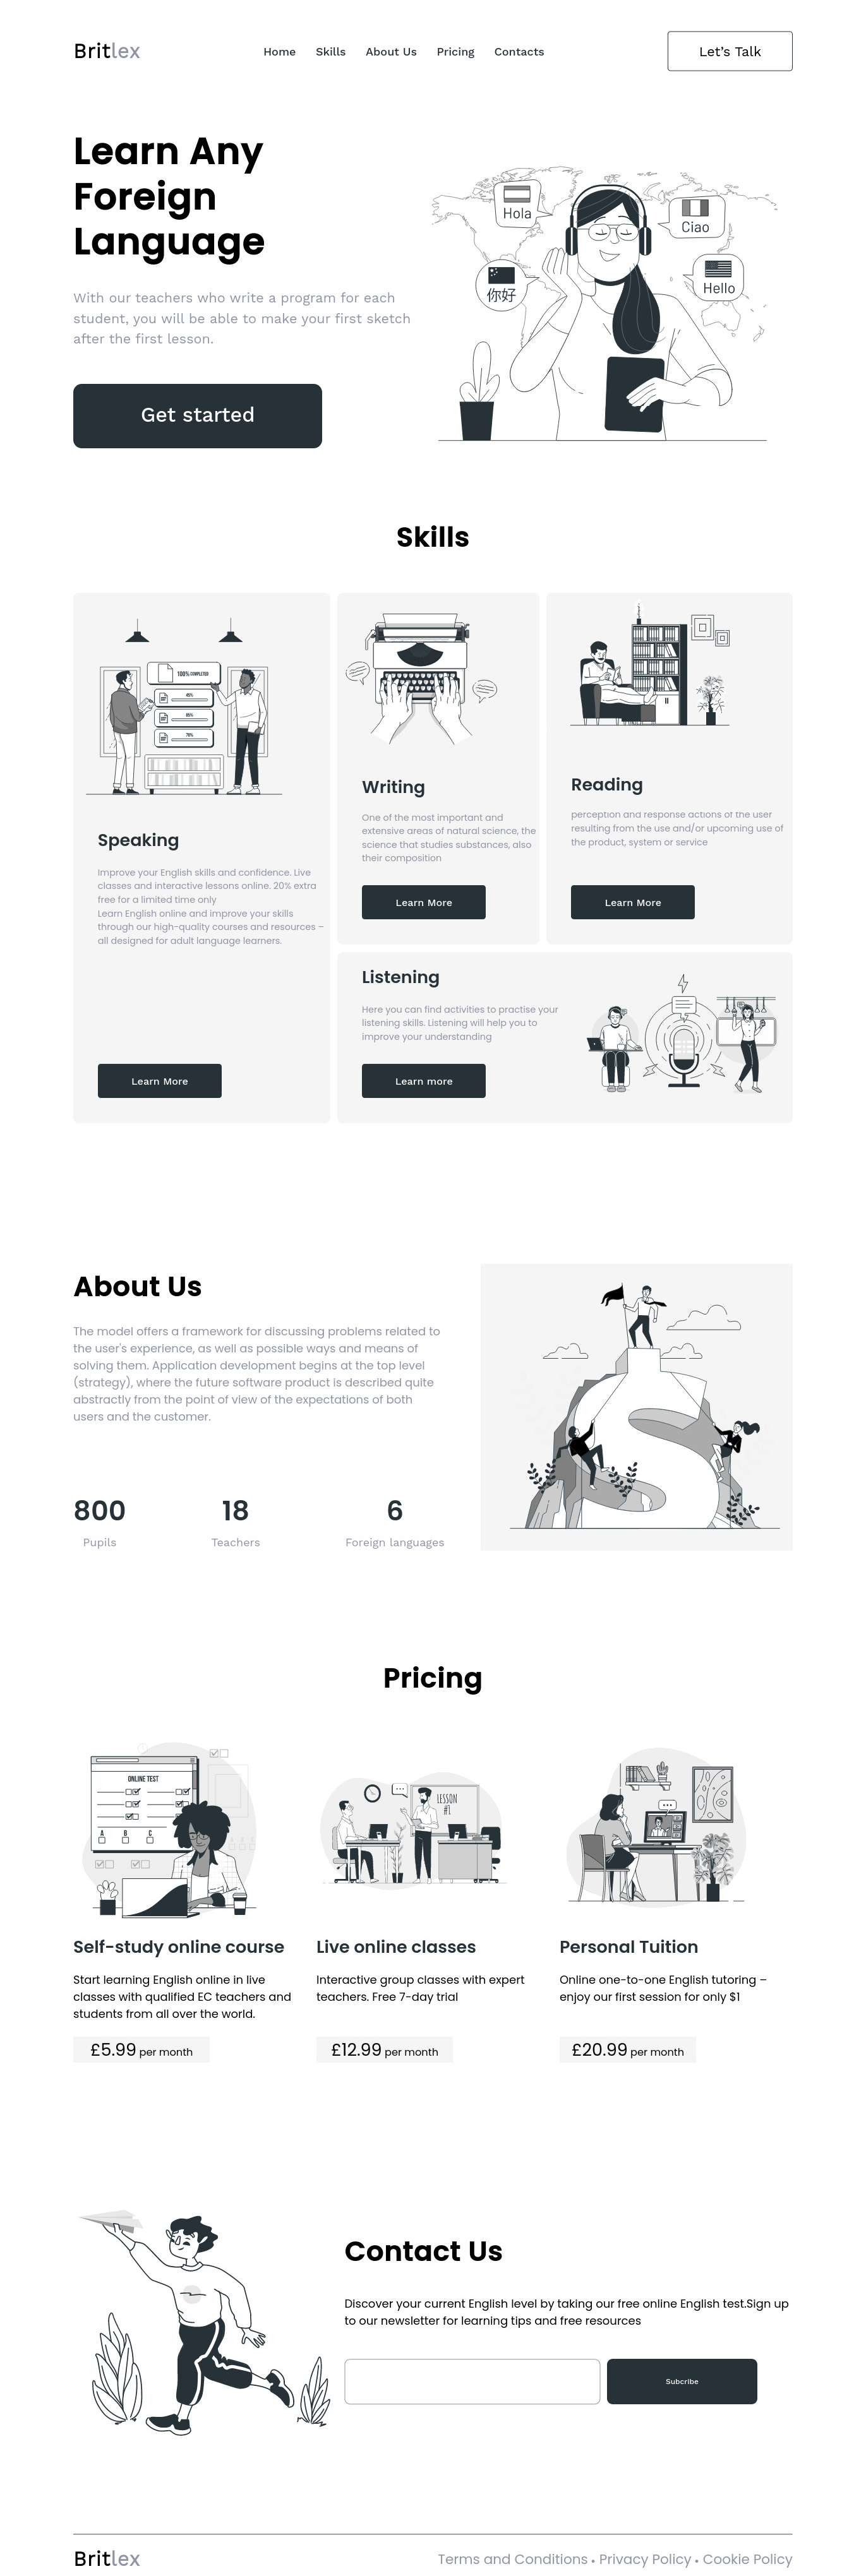 Britlex
Home Skills About Us Pricing Contacts
Let's Talk
Learn Any
Foreign
Language
With our teachers who write a program for each
student, you will be able to make your first sketch
after the first lesson.
Get started
Hola
Ciao
你好
Hello
Skills
100% COMPLETED
45%
85%
70%
Speaking
Improve your English skills and confidence. Live
classes and interactive lessons online. 20% extra
free for a limited time only
Learn English online and improve your skills
through our high-quality courses and resources –
all designed for adult language learners.
Learn More
Writing
One of the most important and
extensive areas of natural science, the
science that studies substances, also
their composition
Learn More
Reading
perception and response actions of the user
resulting from the use and/or upcoming use of
the product, system or service
Learn More
Listening
Here you can find activities to practise your
listening skills. Listening will help you to
improve your understanding
Learn more
About Us
The model offers a framework for discussing problems related to
the user's experience, as well as possible ways and means of
solving them. Application development begins at the top level
(strategy), where the future software product is described quite
abstractly from the point of view of the expectations of both
users and the customer.
800
Pupils
18
Teachers
6
Foreign languages
Pricing
ONLINE TEST
A B C
Self-study online course
Start learning English online in live
classes with qualified EC teachers and
students from all over the world.
£5.99 per month
LESSON
#1
Live online classes
Interactive group classes with expert
teachers. Free 7-day trial
£12.99 per month
Personal Tuition
Online one-to-one English tutoring –
enjoy our first session for only $1
£20.99 per month
Contact Us
Discover your current English level by taking our free online English test.Sign up
to our newsletter for learning tips and free resources
Subcribe
Britlex
Terms and Conditions • Privacy Policy • Cookie Policy